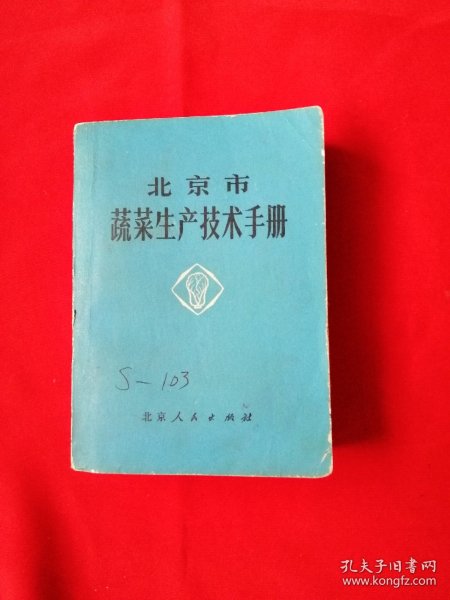 北京市
蔬菜生产技术手册
S-103
北京人民出版社
孔夫子旧书网
www.kongfz.com